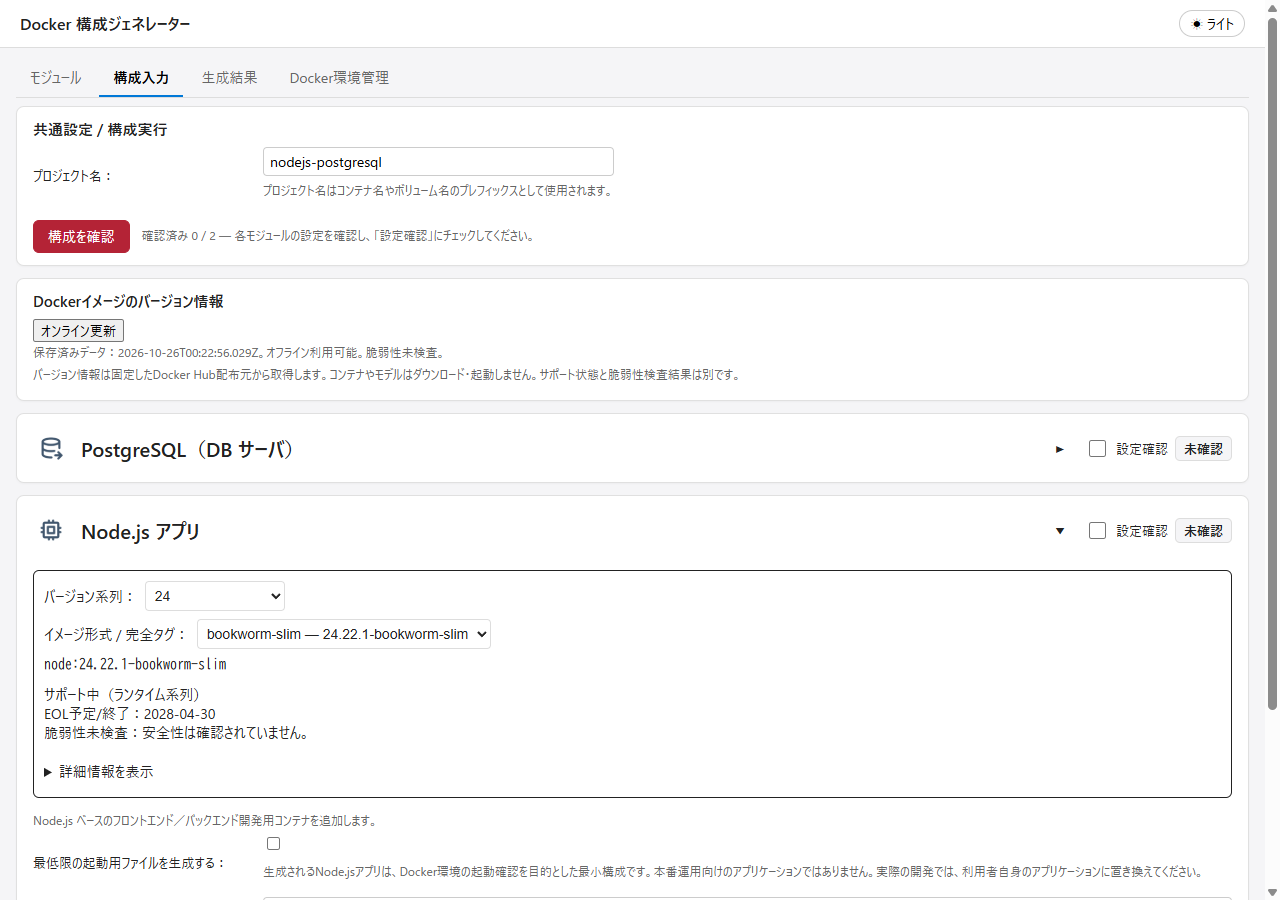 Docker 構成ジェネレーター
ライト
モジュール 構成入力 生成結果 Docker環境管理
共通設定 / 構成実行
プロジェクト名：
nodejs-postgresql
プロジェクト名はコンテナ名やボリューム名のプレフィックスとして使用されます。
構成を確認 確認済み 0 / 2 — 各モジュールの設定を確認し、「設定確認」にチェックしてください。
Dockerイメージのバージョン情報
オンライン更新
保存済みデータ：2026-10-26T00:22:56.029Z。オフライン利用可能。脆弱性未検査。
バージョン情報は固定したDocker Hub配布元から取得します。コンテナやモデルはダウンロード・起動しません。サポート状態と脆弱性検査結果は別です。
PostgreSQL（DB サーバ） ▶ 設定確認 未確認
Node.js アプリ ▼ 設定確認 未確認
バージョン系列： 24
イメージ形式 / 完全タグ： bookworm-slim — 24.22.1-bookworm-slim
node:24.22.1-bookworm-slim
サポート中（ランタイム系列）
EOL予定/終了：2028-04-30
脆弱性未検査：安全性は確認されていません。
▶ 詳細情報を表示
Node.js ベースのフロントエンド／バックエンド開発用コンテナを追加します。
最低限の起動用ファイルを生成する：
生成されるNode.jsアプリは、Docker環境の起動確認を目的とした最小構成です。本番運用向けのアプリケーションではありません。実際の開発では、利用者自身のアプリケーションに置き換えてください。